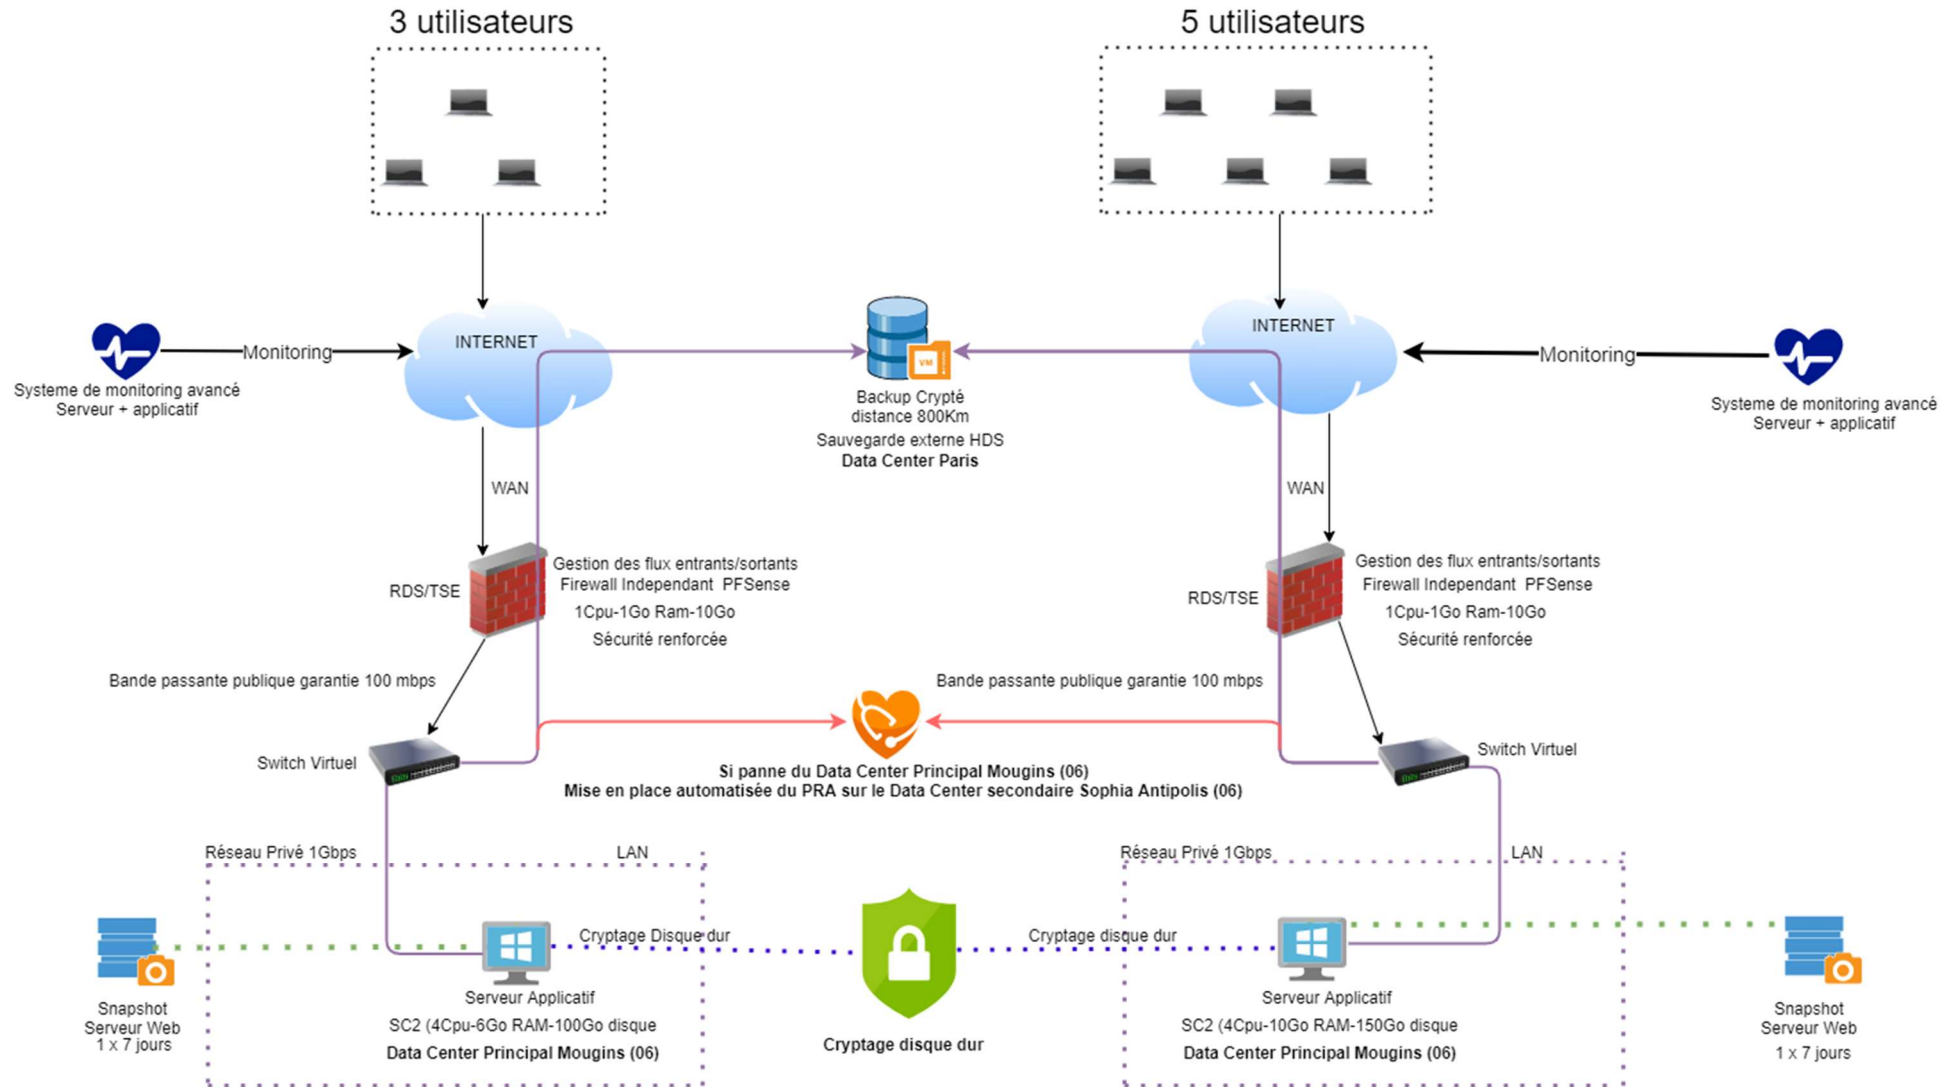 3 utilisateurs
5 utilisateurs
INTERNET
INTERNET
Monitoring
Monitoring
Systeme de monitoring avancé
Serveur + applicatif
VM
Backup Crypté
distance 800Km
Sauvegarde externe HDS
Data Center Paris
Systeme de monitoring avancé
Serveur + applicatif
WAN
WAN
RDS/TSE
Gestion des flux entrants/sortants
Firewall Independant PFSense
1Cpu-1Go Ram-10Go
Sécurité renforcée
RDS/TSE
Gestion des flux entrants/sortants
Firewall Independant PFSense
1Cpu-1Go Ram-10Go
Sécurité renforcée
Bande passante publique garantie 100 mbps
Bande passante publique garantie 100 mbps
Switch Virtuel
Switch Virtuel
Si panne du Data Center Principal Mougins (06)
Mise en place automatisée du PRA sur le Data Center secondaire Sophia Antipolis (06)
Réseau Privé 1Gbps
LAN
Réseau Privé 1Gbps
LAN
Cryptage Disque dur
Cryptage disque dur
Snapshot
Serveur Web
1 x 7 jours
Serveur Applicatif
SC2 (4Cpu-6Go RAM-100Go disque
Data Center Principal Mougins (06)
Cryptage disque dur
Serveur Applicatif
SC2 (4Cpu-10Go RAM-150Go disque
Data Center Principal Mougins (06)
Snapshot
Serveur Web
1 x 7 jours